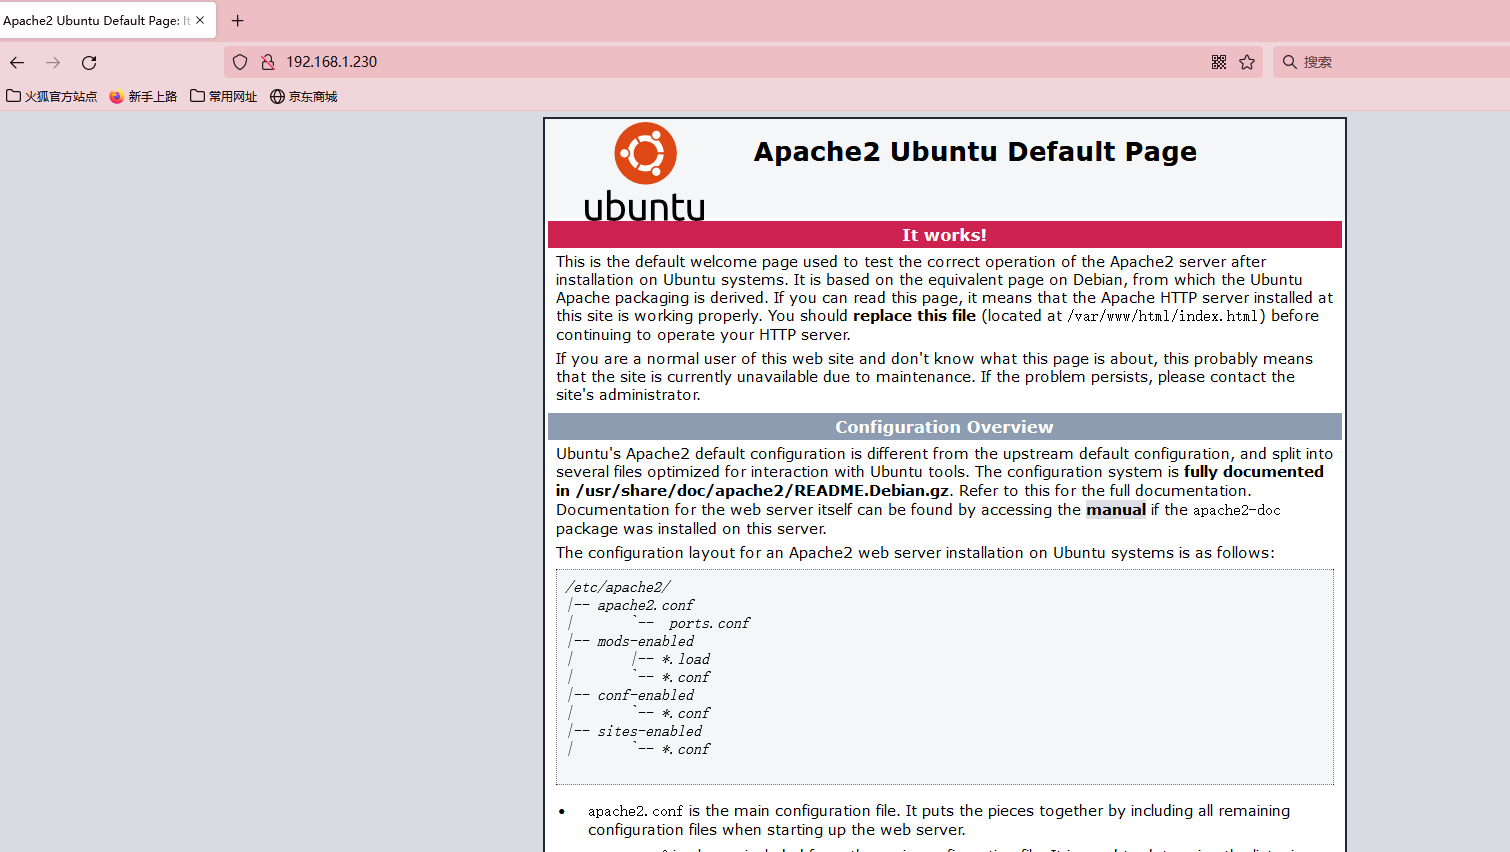 Apache2 Ubuntu Default Page: It
192.168.1.230
搜索
火狐官方站点 新手上路 常用网址 京东商城
ubuntu
Apache2 Ubuntu Default Page
It works!
This is the default welcome page used to test the correct operation of the Apache2 server after
installation on Ubuntu systems. It is based on the equivalent page on Debian, from which the Ubuntu
Apache packaging is derived. If you can read this page, it means that the Apache HTTP server installed at
this site is working properly. You should replace this file (located at /var/www/html/index.html) before
continuing to operate your HTTP server.
If you are a normal user of this web site and don't know what this page is about, this probably means
that the site is currently unavailable due to maintenance. If the problem persists, please contact the
site's administrator.
Configuration Overview
Ubuntu's Apache2 default configuration is different from the upstream default configuration, and split into
several files optimized for interaction with Ubuntu tools. The configuration system is fully documented
in /usr/share/doc/apache2/README.Debian.gz. Refer to this for the full documentation.
Documentation for the web server itself can be found by accessing the manual if the apache2-doc
package was installed on this server.
The configuration layout for an Apache2 web server installation on Ubuntu systems is as follows:
/etc/apache2/
|-- apache2.conf
|       `--  ports.conf
|-- mods-enabled
|       |-- *.load
|       `-- *.conf
|-- conf-enabled
|       `-- *.conf
|-- sites-enabled
|       `-- *.conf
• apache2.conf is the main configuration file. It puts the pieces together by including all remaining
configuration files when starting up the web server.